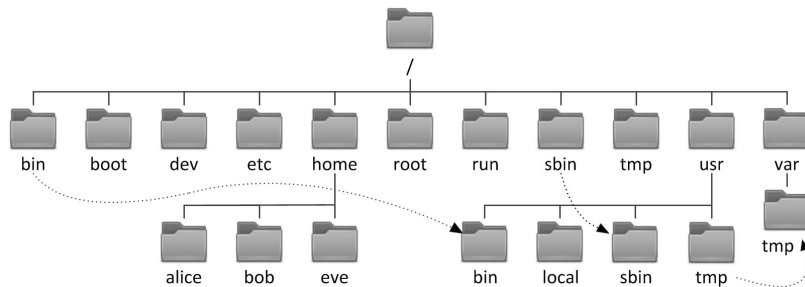 /
bin boot dev etc home root run sbin tmp usr var
tmp
alice bob eve bin local sbin tmp